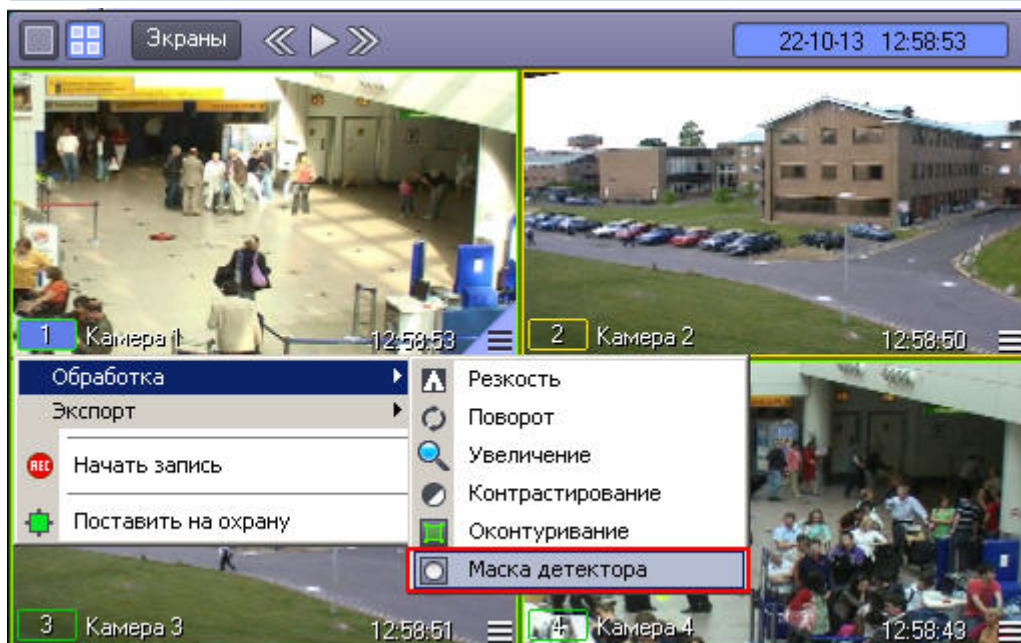 Экраны
22-10-13 12:58:53
1 Камера 1 12:58:53
2 Камера 2 12:58:50
Обработка
Экспорт
REC Начать запись
Поставить на охрану
Резкость
Поворот
Увеличение
Контрастирование
Оконтуривание
Маска детектора
3 Камера 3 12:58:51
4 Камера 4 12:58:43